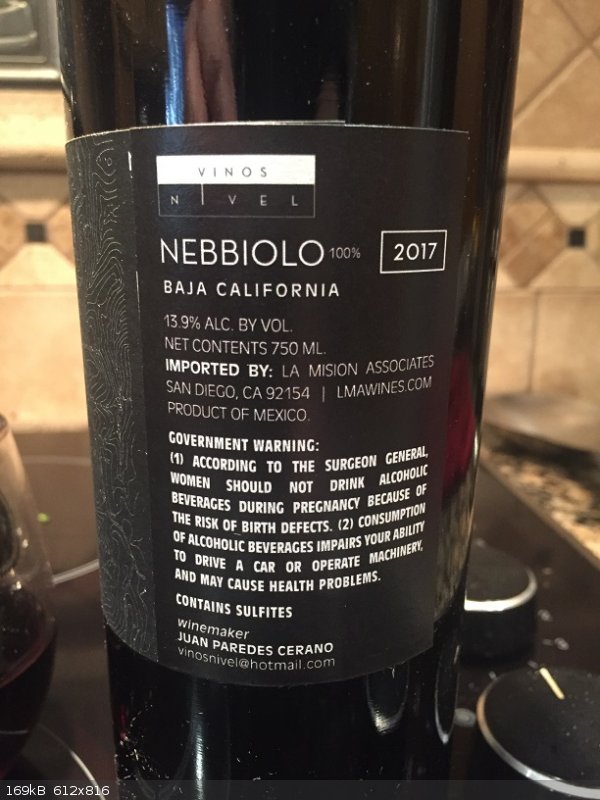 VINOS
NIVEL
NEBBIOLO 100% 2017
BAJA CALIFORNIA
13.9% ALC. BY VOL.
NET CONTENTS 750 ML.
IMPORTED BY: LA MISION ASSOCIATES
SAN DIEGO, CA 92154 | LMAWINES.COM
PRODUCT OF MEXICO.
GOVERNMENT WARNING:
(1) ACCORDING TO THE SURGEON GENERAL,
WOMEN SHOULD NOT DRINK ALCOHOLIC
BEVERAGES DURING PREGNANCY BECAUSE OF
THE RISK OF BIRTH DEFECTS. (2) CONSUMPTION
OF ALCOHOLIC BEVERAGES IMPAIRS YOUR ABILITY
TO DRIVE A CAR OR OPERATE MACHINERY,
AND MAY CAUSE HEALTH PROBLEMS.
CONTAINS SULFITES
winemaker
JUAN PAREDES CERANO
vinosnivel@hotmail.com
169kB 612x816